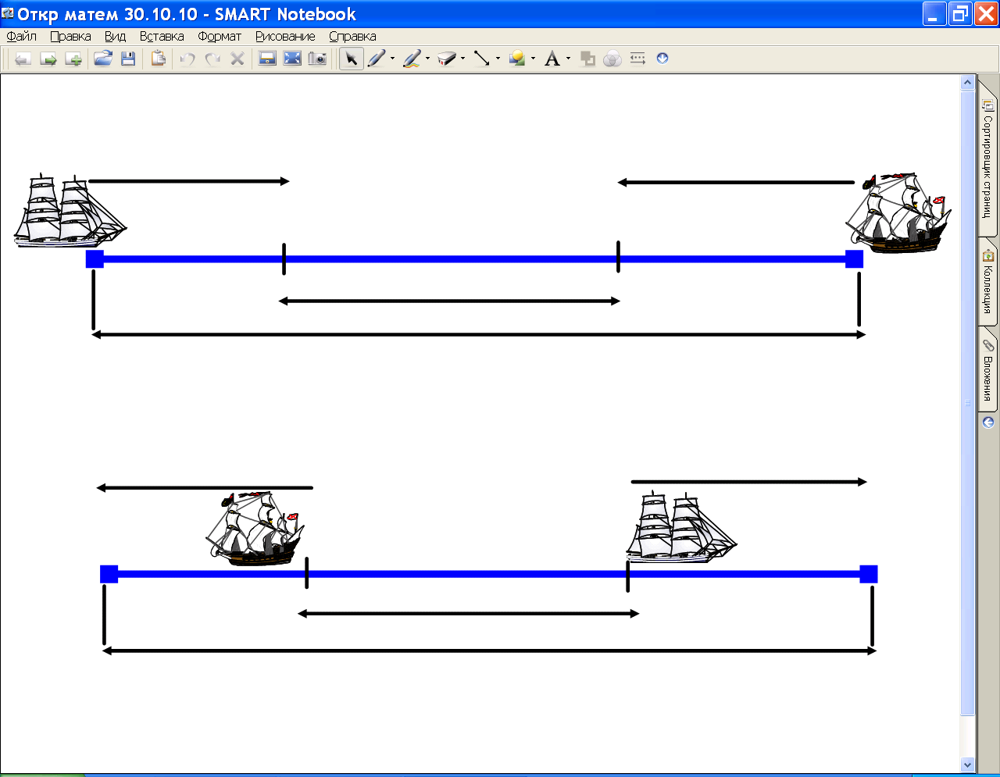 Откр матем 30.10.10 - SMART Notebook
Файл Правка Вид Вставка Формат Рисование Справка
Сортировщик страниц
Коллекция
Вложения